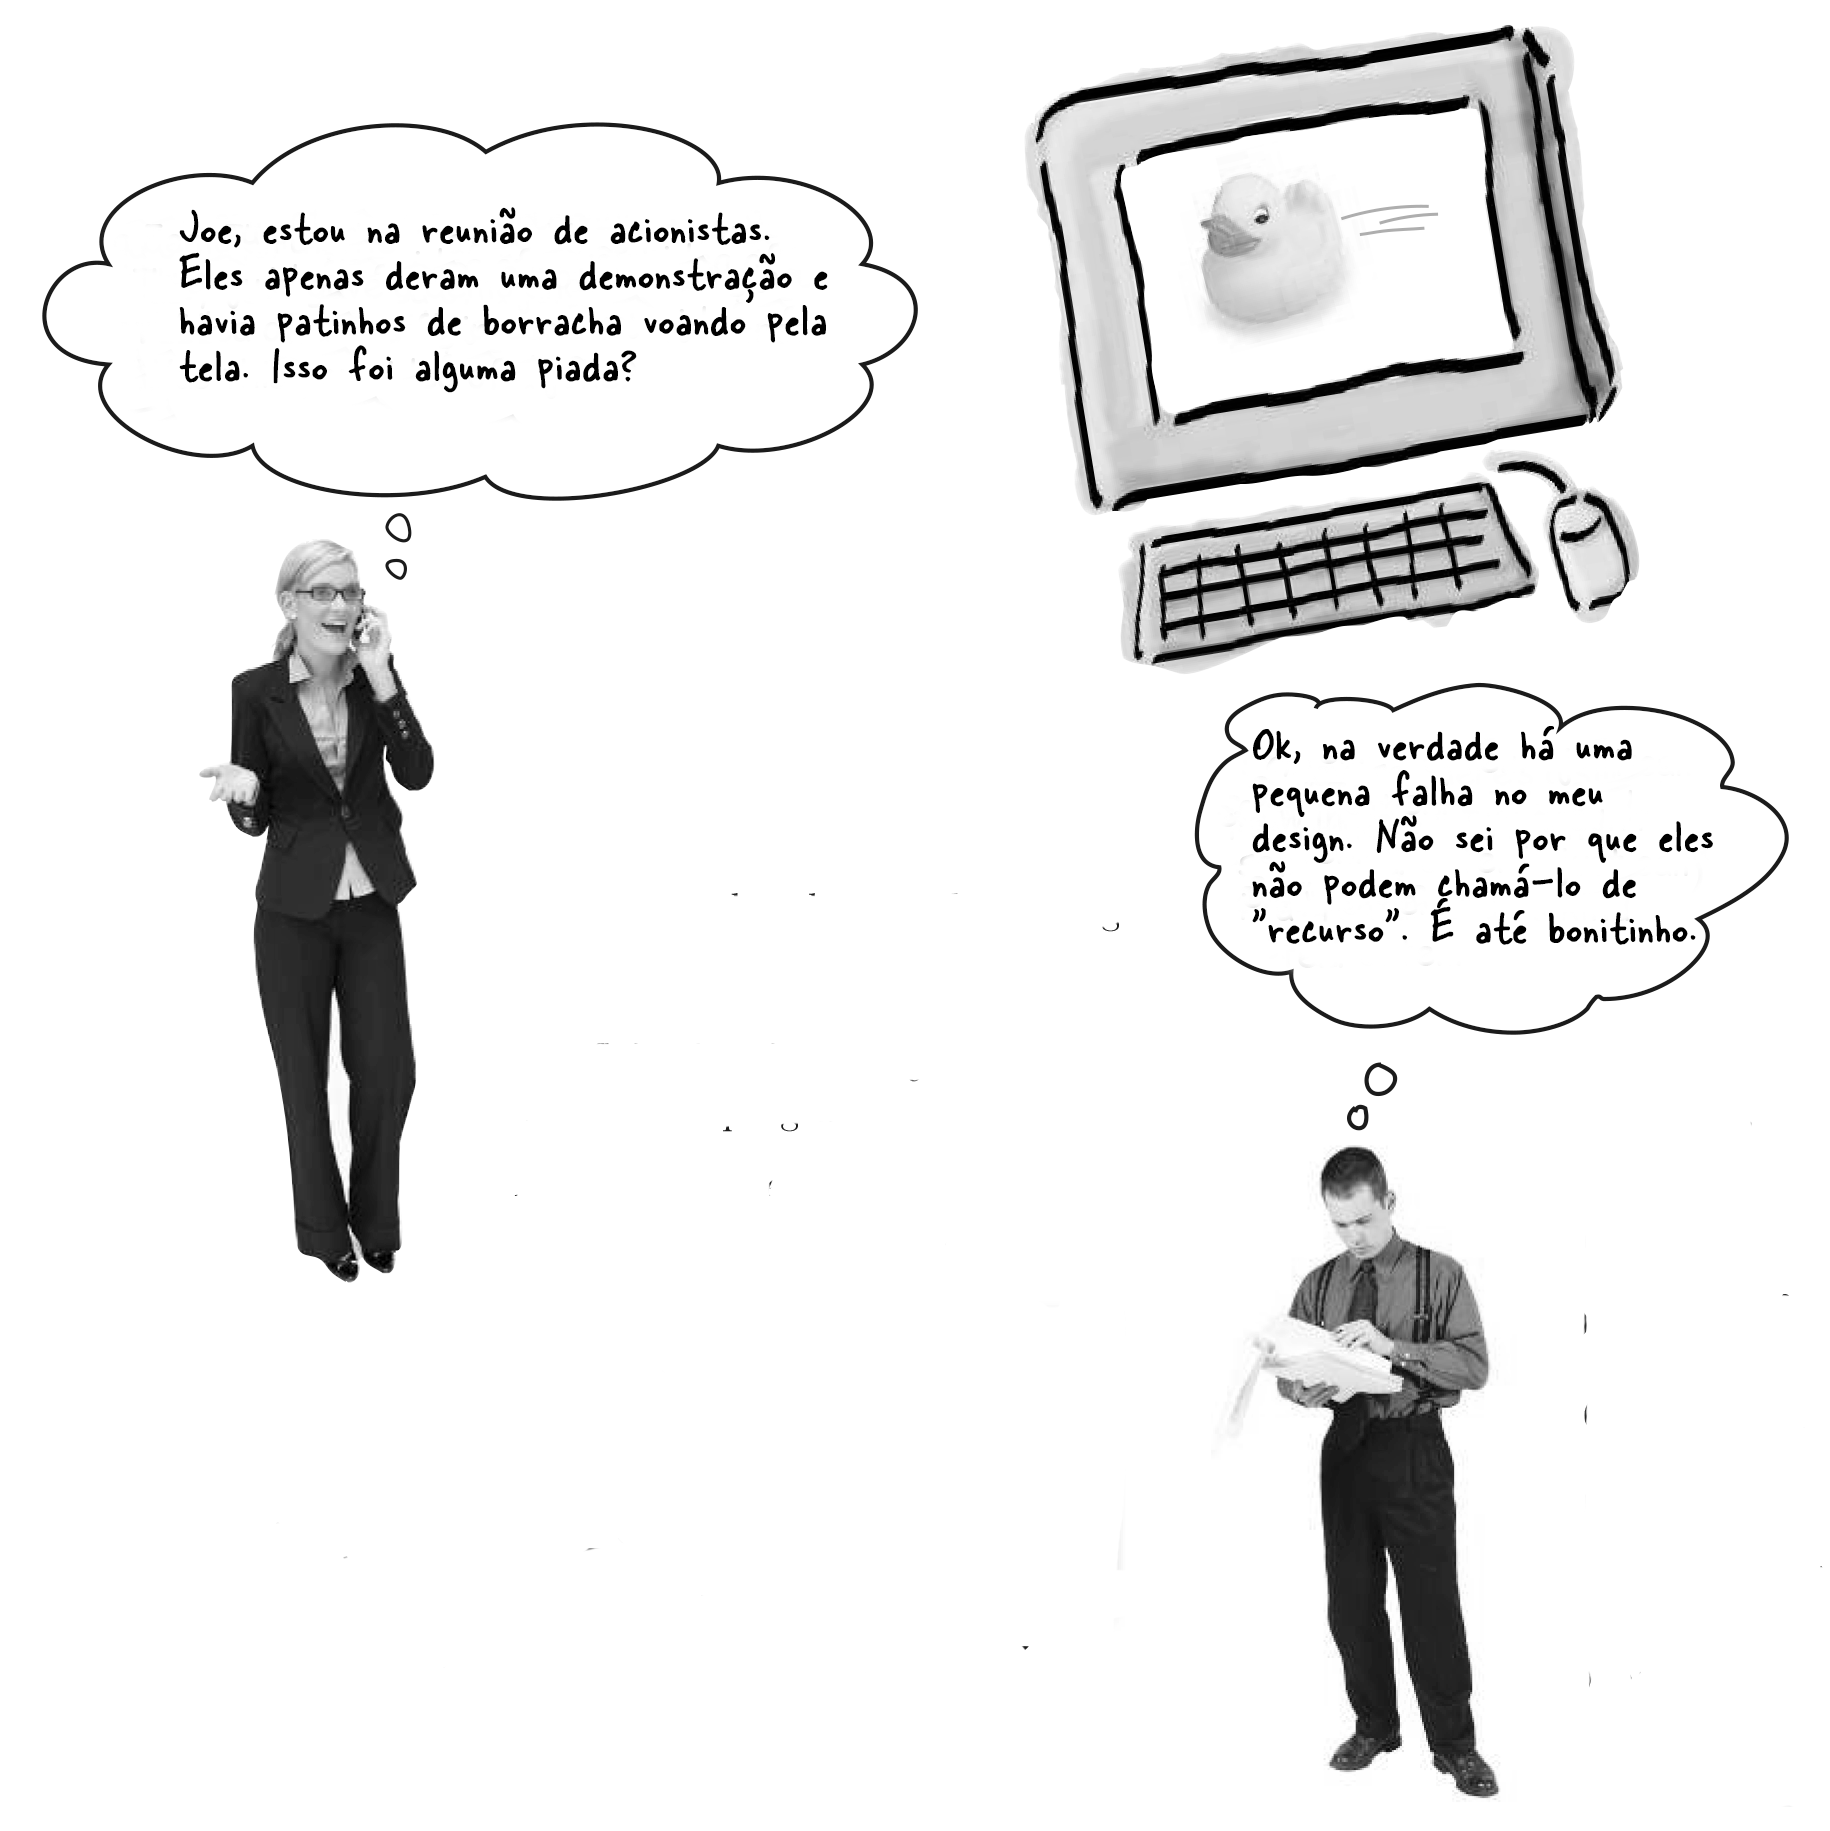 Joe, estou na reunião de acionistas.
Eles apenas deram uma demonstração e
havia patinhos de borracha voando pela
tela. Isso foi alguma piada?
Ok, na verdade há uma
pequena falha no meu
design. Não sei por que eles
não podem chamá-lo de
"recurso". É até bonitinho.